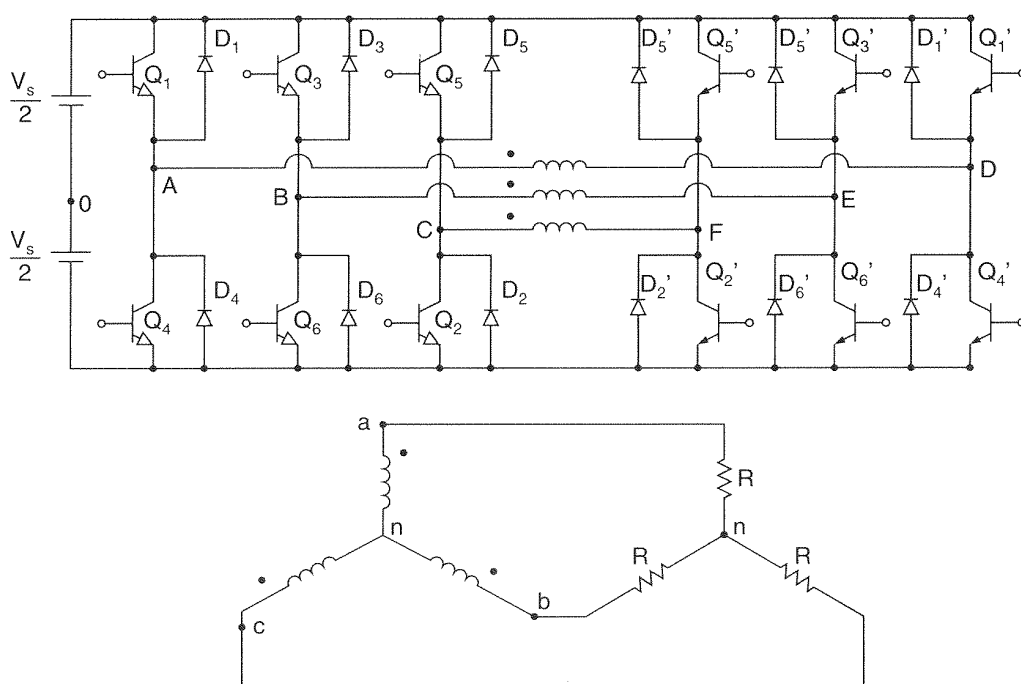 D1 D3 D5 D5’ Q5’ D5’ Q3’ D1’ Q1’
Q1 Q3 Q5
Vs
2
A D
0 B E
C F
Vs
2
D4 D6 D2 D2’ Q2’ D6’ Q6’ D4’ Q4’
Q4 Q6 Q2
a
R
n n
R R
b
c